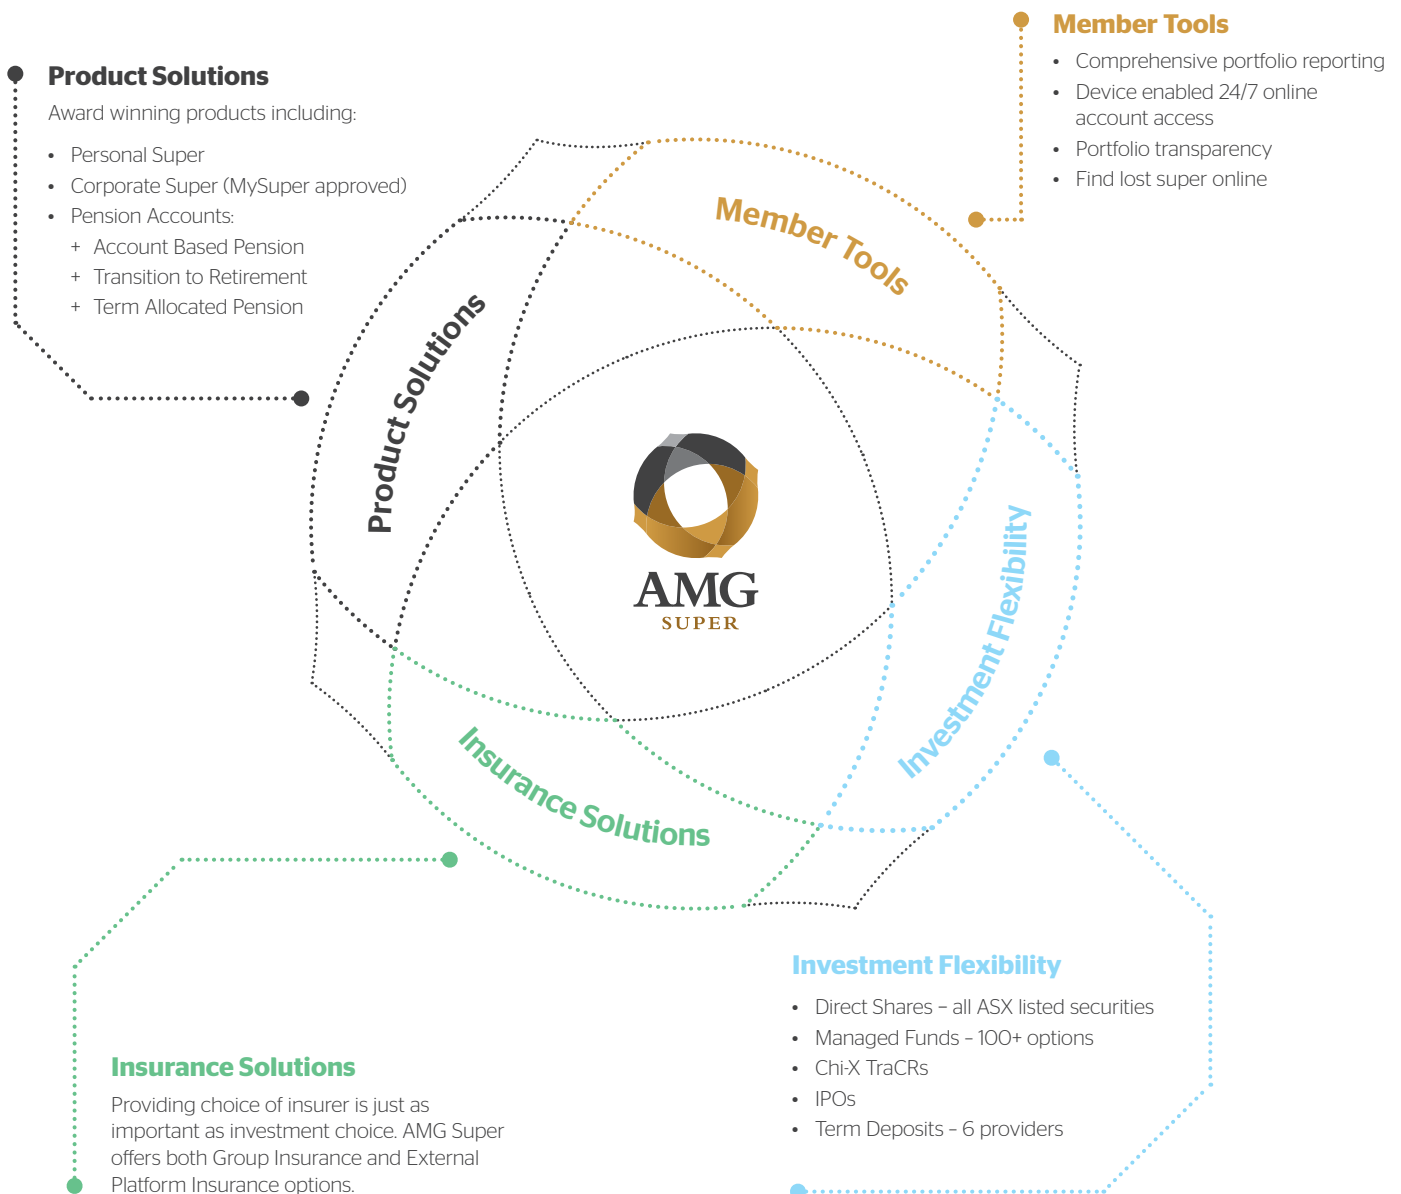 Member Tools
• Comprehensive portfolio reporting
• Device enabled 24/7 online
account access
• Portfolio transparency
• Find lost super online
Product Solutions
Award winning products including:
• Personal Super
• Corporate Super (MySuper approved)
• Pension Accounts:
+ Account Based Pension
+ Transition to Retirement
+ Term Allocated Pension
Member Tools
Product Solutions
AMG
SUPER
Investment Flexibility
Insurance Solutions
Investment Flexibility
• Direct Shares – all ASX listed securities
• Managed Funds – 100+ options
• Chi-X TraCRs
• IPOs
• Term Deposits – 6 providers
Insurance Solutions
Providing choice of insurer is just as
important as investment choice. AMG Super
offers both Group Insurance and External
Platform Insurance options.